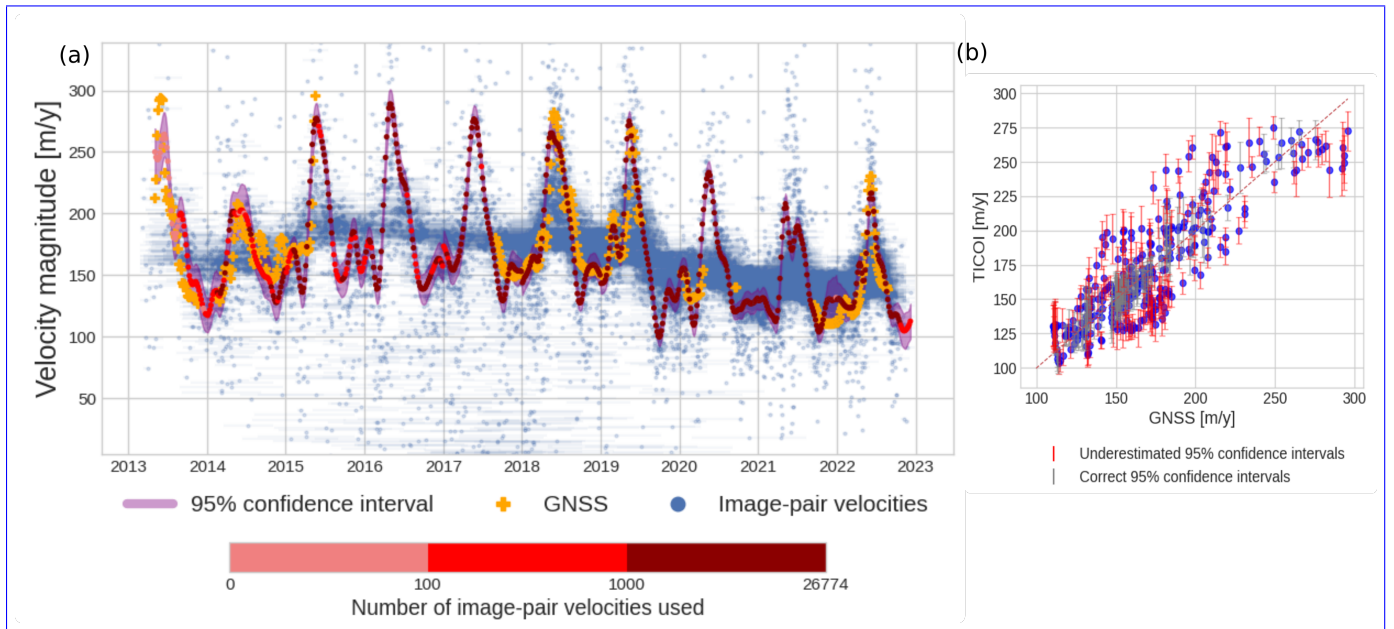 (a)
Velocity magnitude [m/y]
300
250
200
150
100
50
2013 2014 2015 2016 2017 2018 2019 2020 2021 2022 2023
95% confidence interval GNSS Image-pair velocities
0 100 1000 26774
Number of image-pair velocities used
(b)
TICOI [m/y]
300
275
250
225
200
175
150
125
100
100 150 200 250 300
GNSS [m/y]
Underestimated 95% confidence intervals
Correct 95% confidence intervals